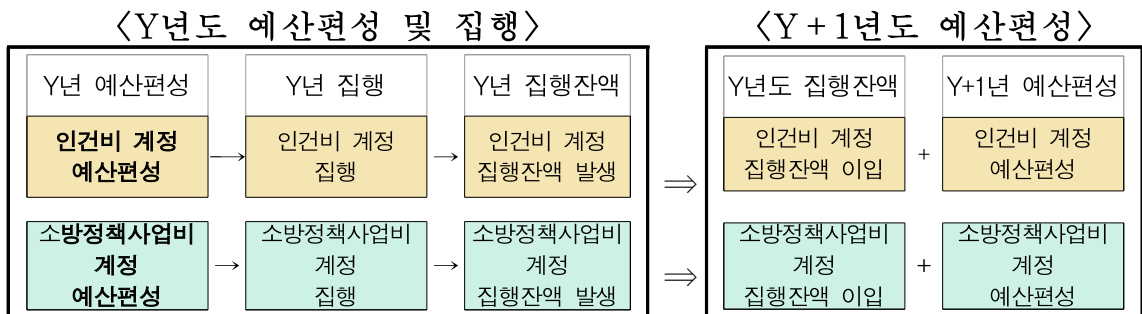 〈Y년도 예산편성 및 집행〉
Y년 예산편성
Y년 집행
Y년 집행잔액
인건비 계정
예산편성
→
인건비 계정
집행
→
인건비 계정
집행잔액 발생
소방정책사업비
계정
예산편성
→
소방정책사업비
계정
집행
→
소방정책사업비
계정
집행잔액 발생
⇒
⇒
〈Y+1년도 예산편성〉
Y년도 집행잔액
Y+1년 예산편성
인건비 계정
집행잔액 이입
+
인건비 계정
예산편성
소방정책사업비
계정
집행잔액 이입
+
소방정책사업비
계정
예산편성